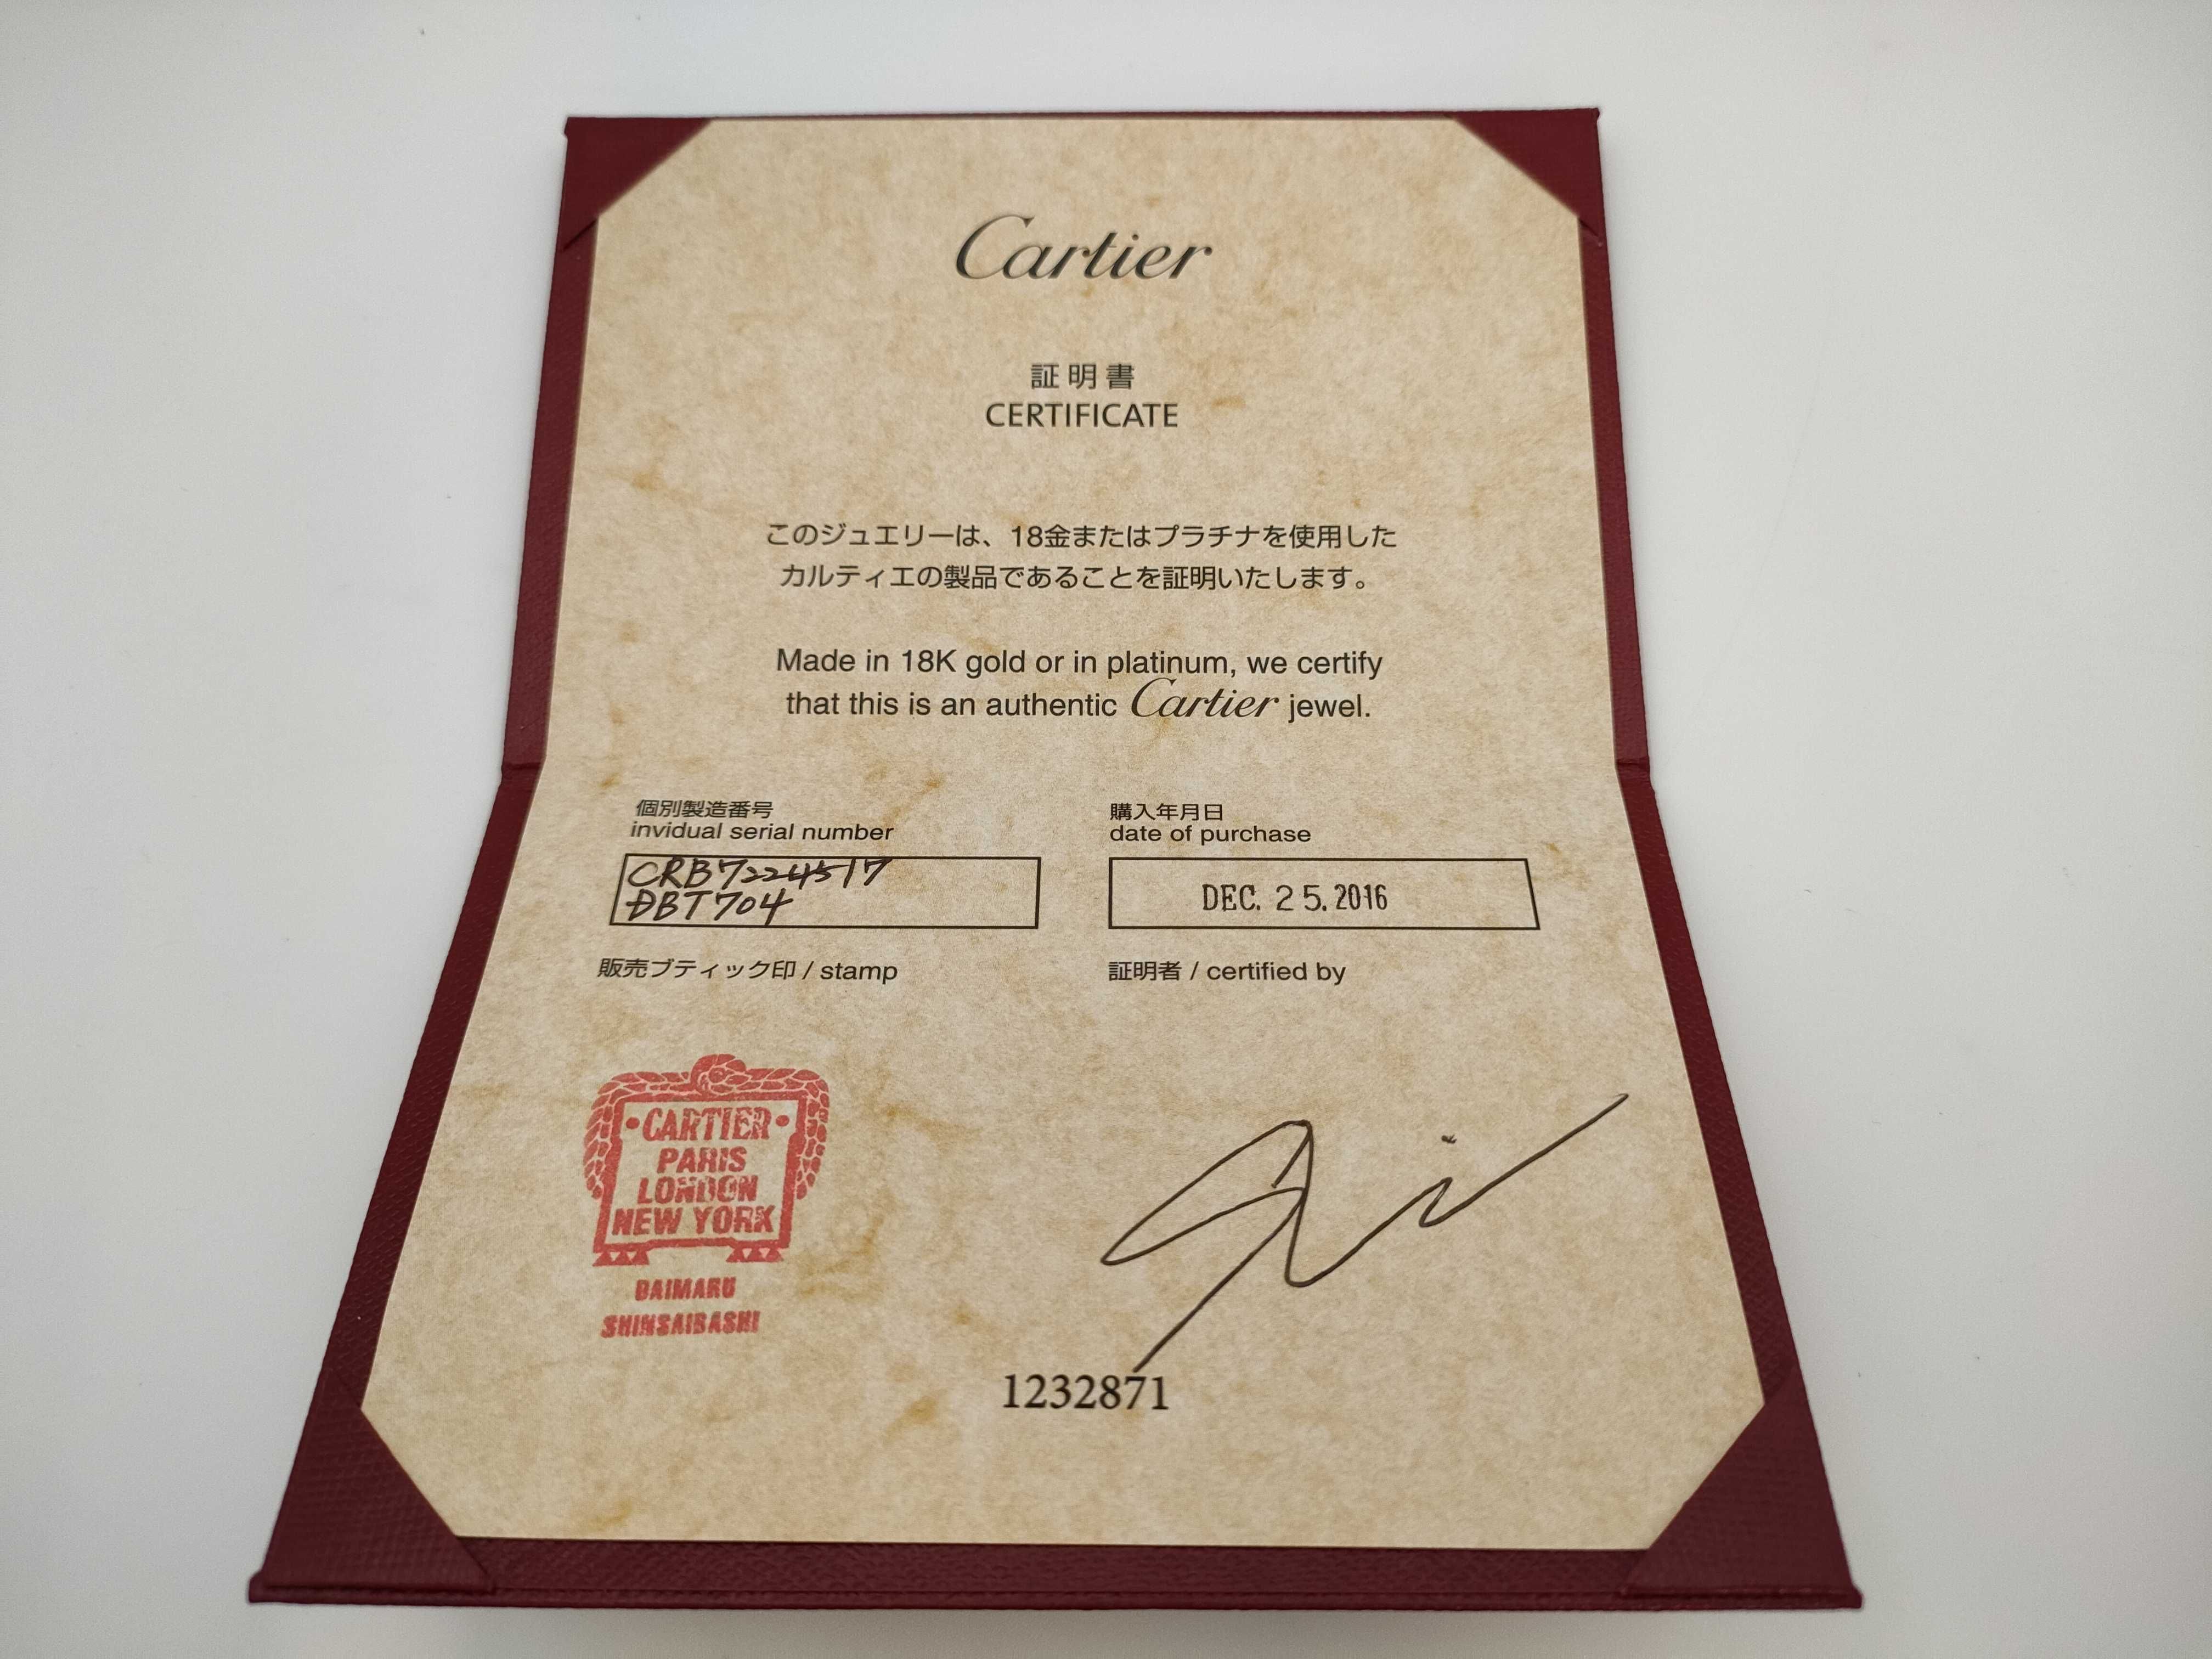 Cartier
証明書
CERTIFICATE
このジュエリーは、18金またはプラチナを使用した
カルティエの製品であることを証明いたします。
Made in 18K gold or in platinum, we certify
that this is an authentic Cartier jewel.
個別製造番号
invidual serial number
CRB7224517
DBT704
購入年月日
date of purchase
DEC. 25. 2016
販売ブティック印 / stamp
証明者 / certified by
•CARTIER•
PARIS
LONDON
NEW YORK
DAIMARU
SHINSAIBASHI
1232871